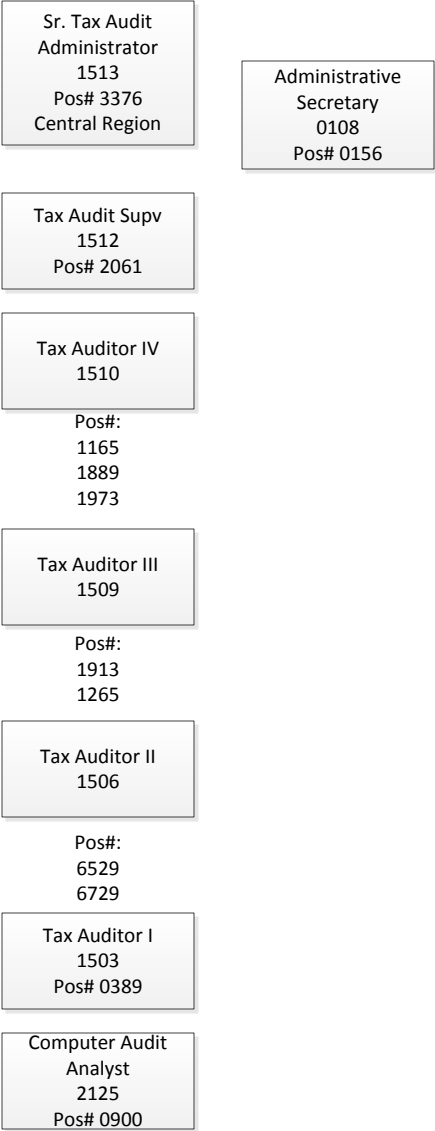 Sr. Tax Audit
Administrator
1513
Pos# 3376
Central Region
Administrative
Secretary
0108
Pos# 0156
Tax Audit Supv
1512
Pos# 2061
Tax Auditor IV
1510
Pos#:
1165
1889
1973
Tax Auditor III
1509
Pos#:
1913
1265
Tax Auditor II
1506
Pos#:
6529
6729
Tax Auditor I
1503
Pos# 0389
Computer Audit
Analyst
2125
Pos# 0900